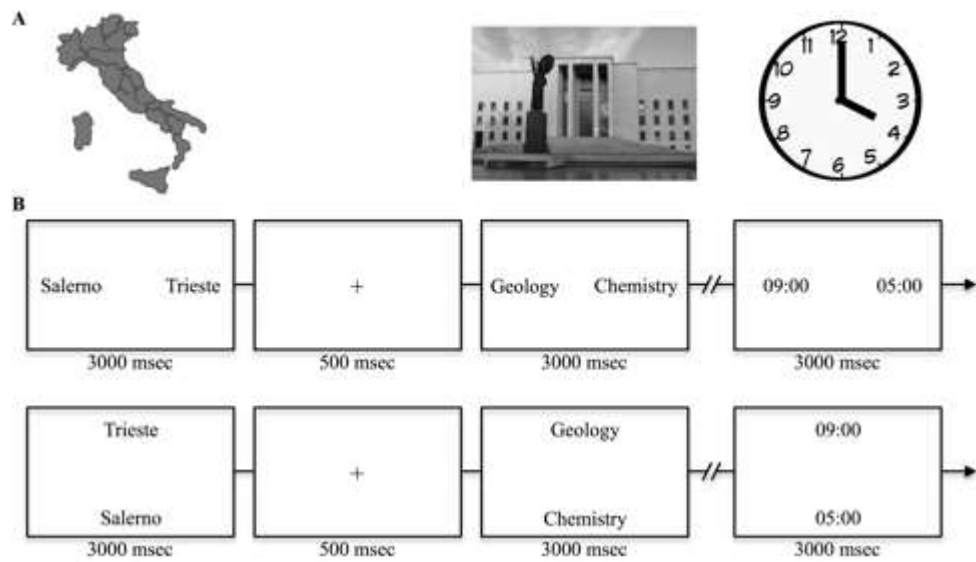 A
11 12 1
10 2
9 3
8 4
7 6 5
B
Salerno Trieste + Geology Chemistry 09:00 05:00
3000 msec 500 msec 3000 msec 3000 msec
Trieste Geology 09:00
+
Salerno Chemistry 05:00
3000 msec 500 msec 3000 msec 3000 msec